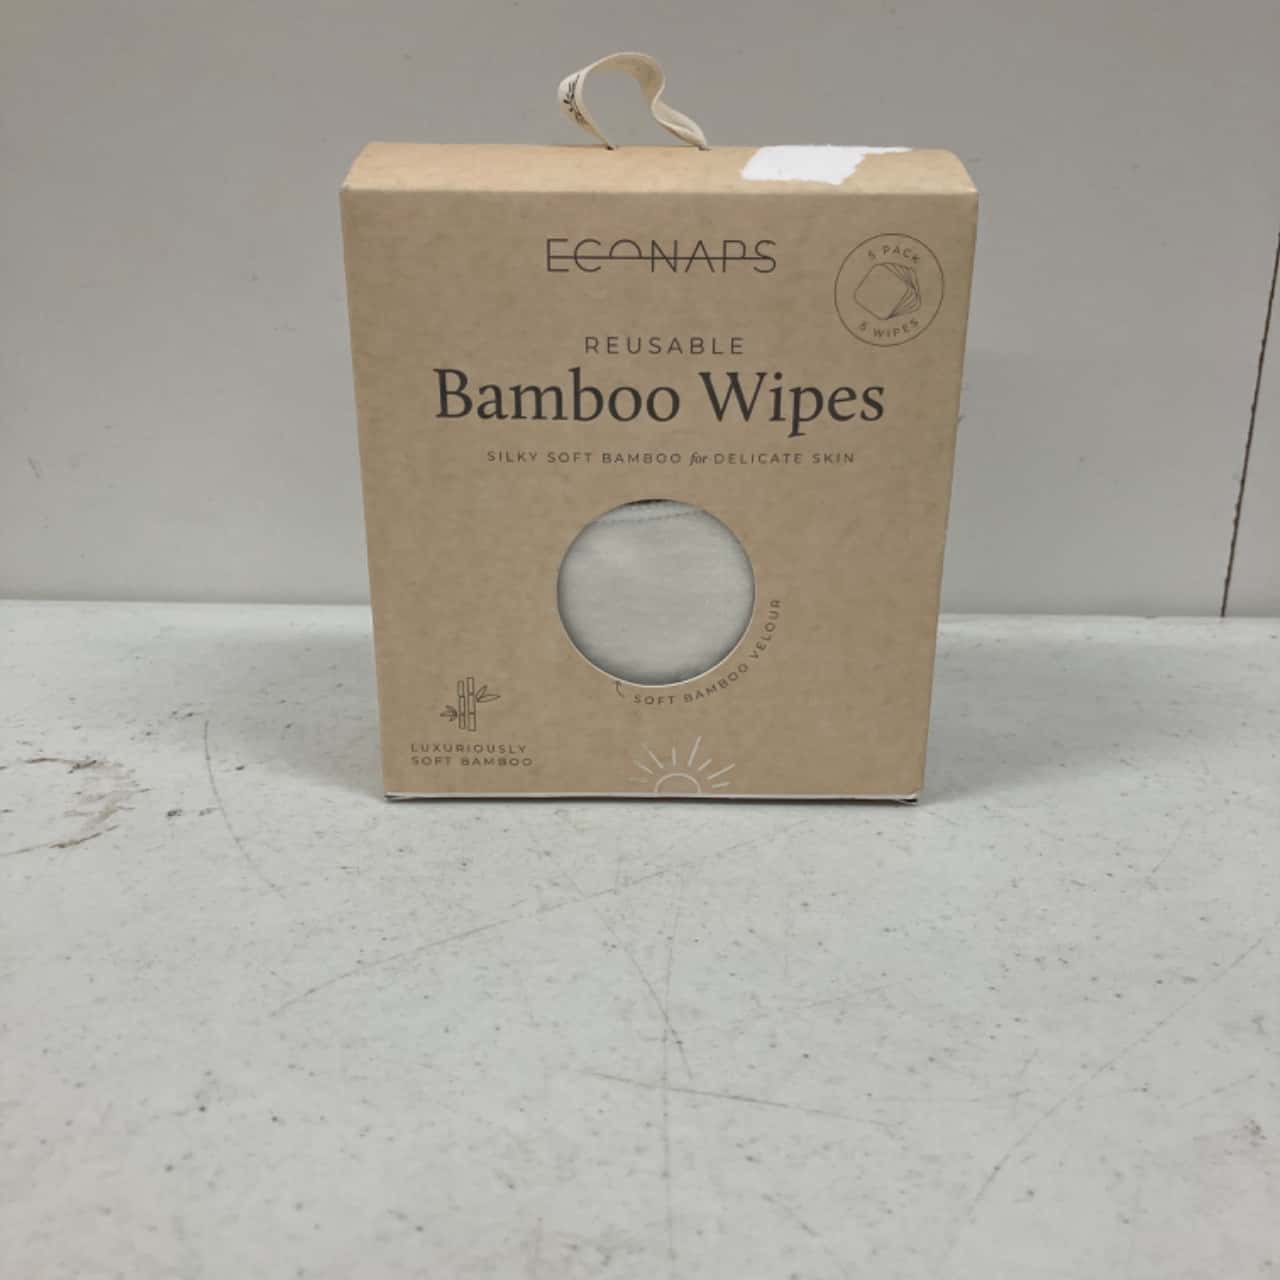 ECONAPS
5 PACK
5 WIPES
REUSABLE
Bamboo Wipes
SILKY SOFT BAMBOO for DELICATE SKIN
SOFT BAMBOO VELOUR
LUXURIOUSLY
SOFT BAMBOO